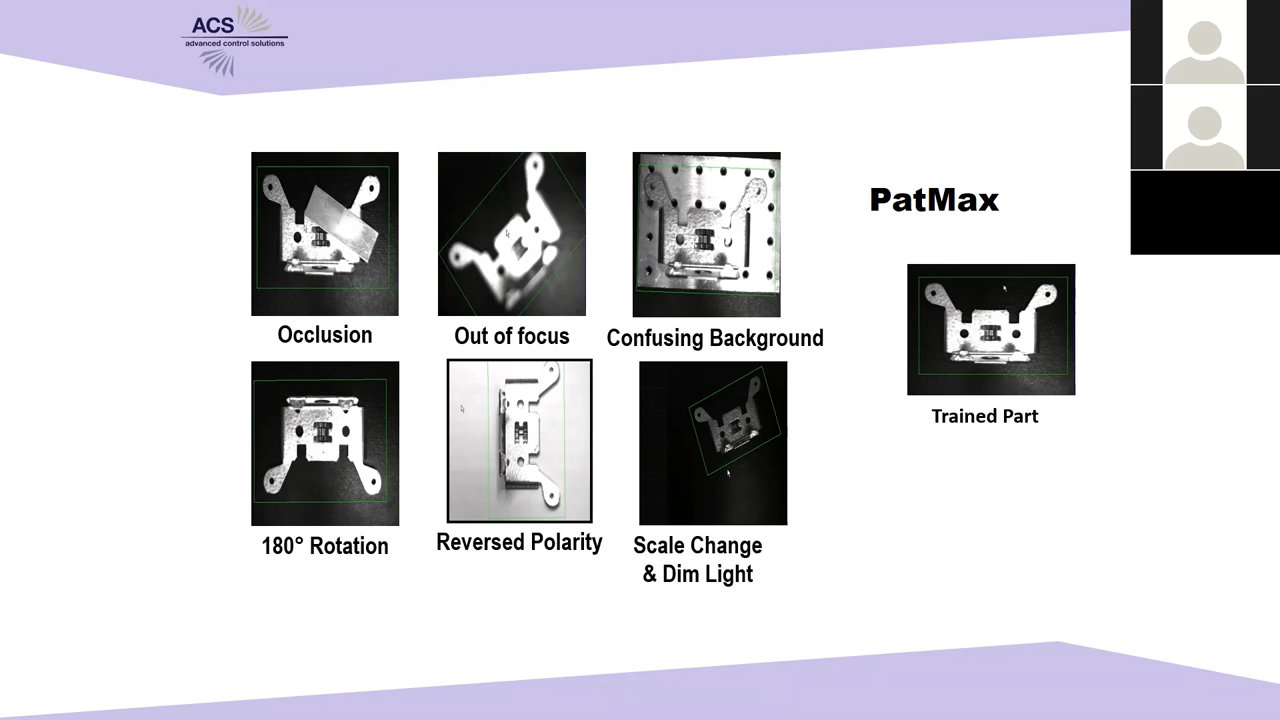 ACS
advanced control solutions
PatMax
Occlusion
Out of focus
Confusing Background
Trained Part
180° Rotation
Reversed Polarity
Scale Change
& Dim Light